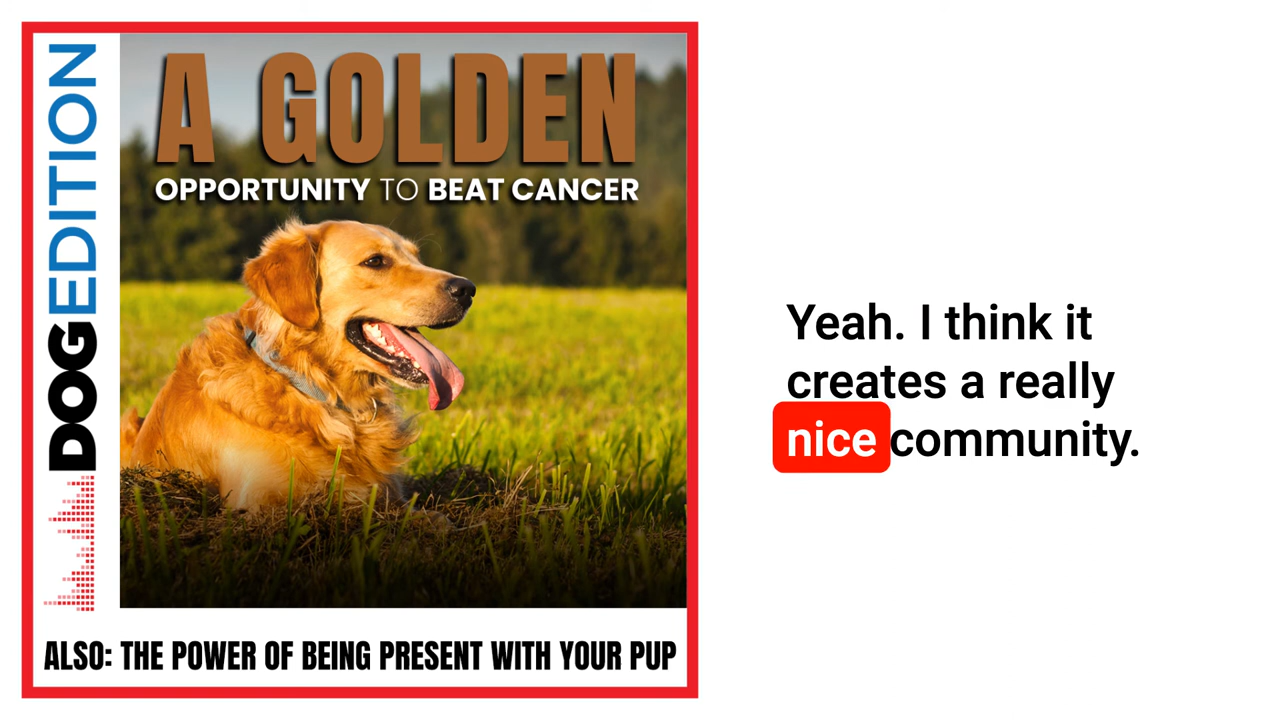 DOGEDITION
A GOLDEN
OPPORTUNITY TO BEAT CANCER
ALSO: THE POWER OF BEING PRESENT WITH YOUR PUP
Yeah. I think it
creates a really
nice community.